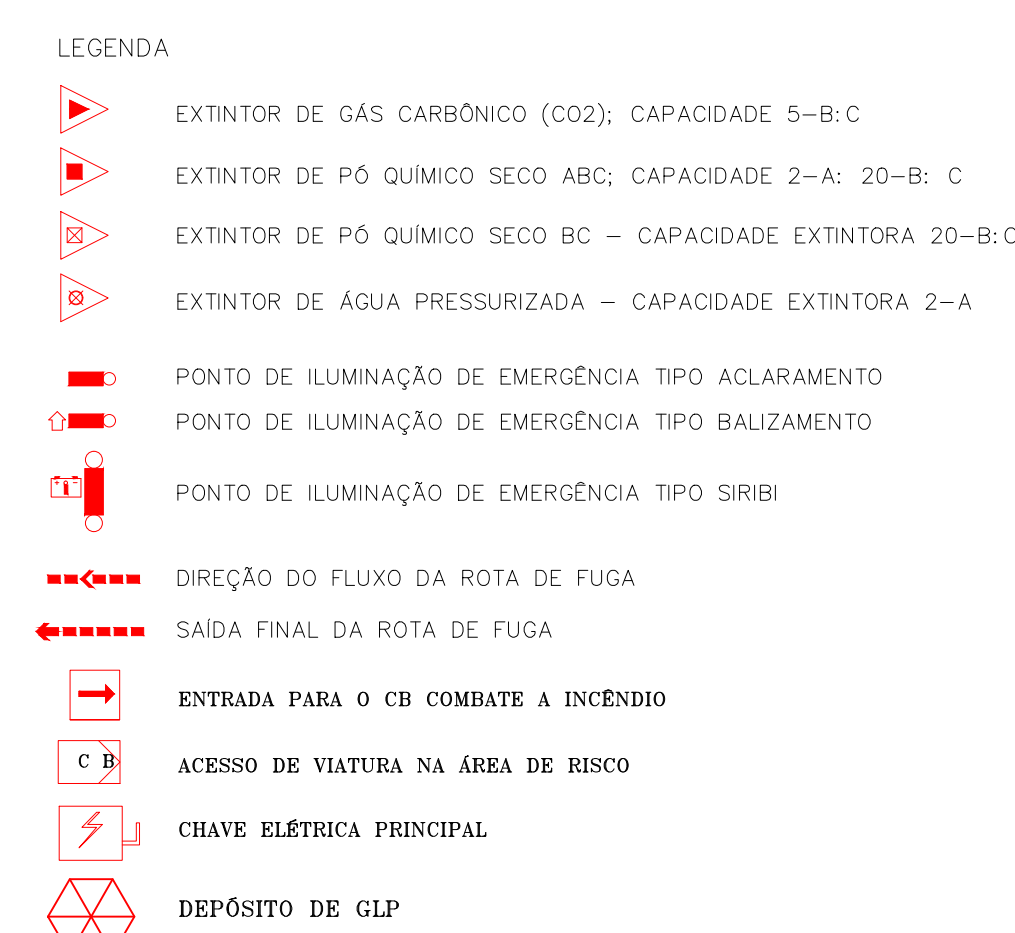 LEGENDA
EXTINTOR DE GÁS CARBÔNICO (CO2); CAPACIDADE 5-B:C
EXTINTOR DE PÓ QUÍMICO SECO ABC; CAPACIDADE 2-A: 20-B: C
EXTINTOR DE PÓ QUÍMICO SECO BC - CAPACIDADE EXTINTORA 20-B:C
EXTINTOR DE ÁGUA PRESSURIZADA - CAPACIDADE EXTINTORA 2-A
PONTO DE ILUMINAÇÃO DE EMERGÊNCIA TIPO ACLARAMENTO
PONTO DE ILUMINAÇÃO DE EMERGÊNCIA TIPO BALIZAMENTO
PONTO DE ILUMINAÇÃO DE EMERGÊNCIA TIPO SIRIBI
DIREÇÃO DO FLUXO DA ROTA DE FUGA
SAÍDA FINAL DA ROTA DE FUGA
ENTRADA PARA O CB COMBATE A INCÊNDIO
C B ACESSO DE VIATURA NA ÁREA DE RISCO
CHAVE ELÉTRICA PRINCIPAL
DEPÓSITO DE GLP